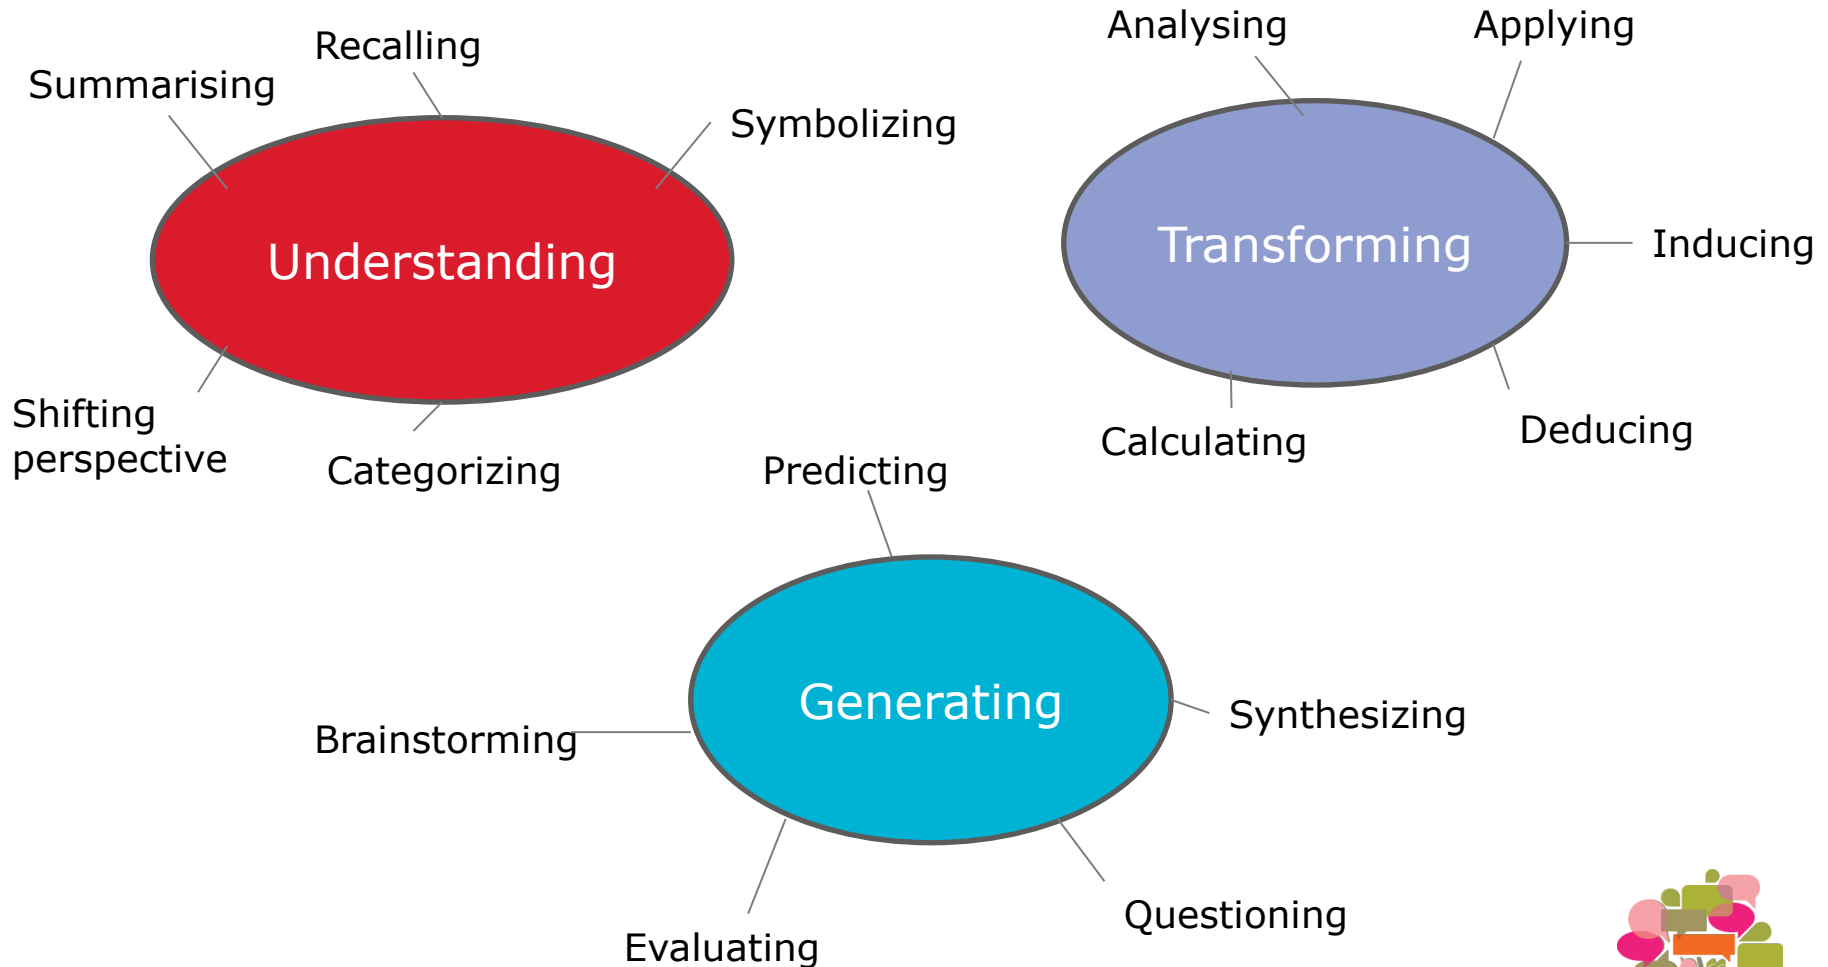 Recalling
Summarising
Symbolizing
Understanding
Shifting
perspective
Categorizing
Analysing
Applying
Transforming
Inducing
Calculating
Deducing
Predicting
Generating
Brainstorming
Synthesizing
Evaluating
Questioning